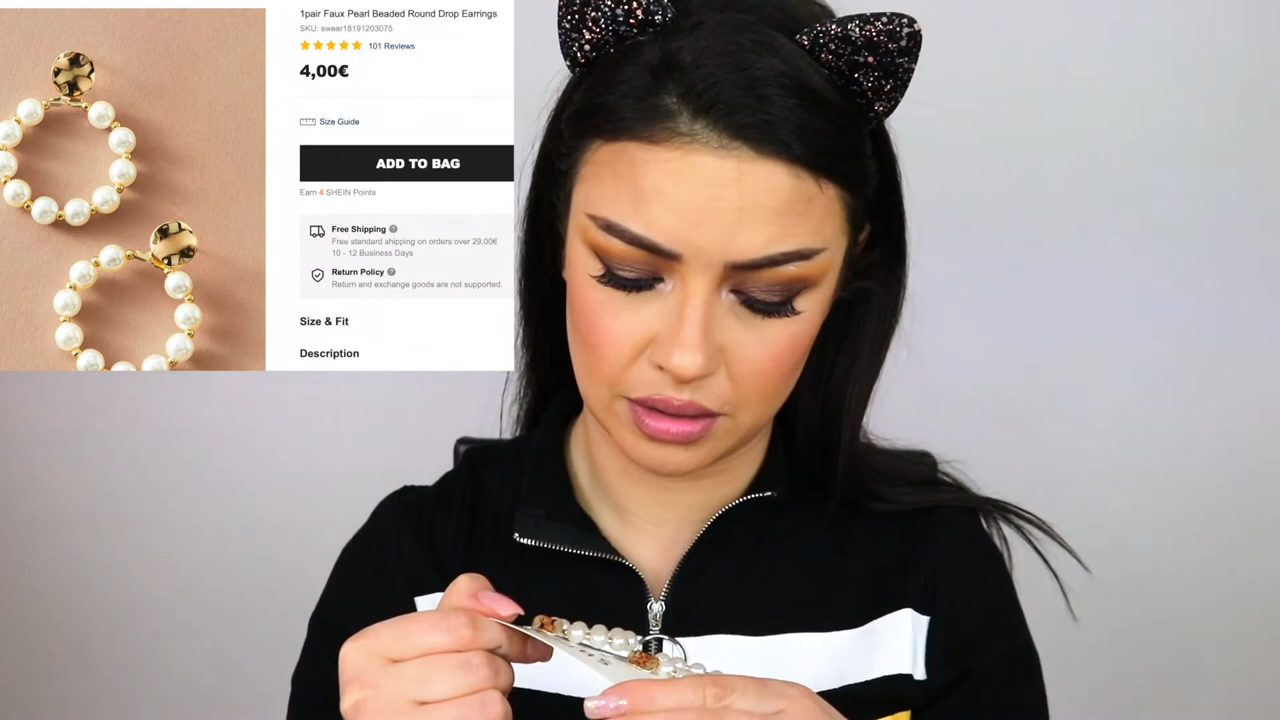 1pair Faux Pearl Beaded Round Drop Earrings
SKU: swear18191203075
101 Reviews
4,00€
Size Guide
ADD TO BAG
Earn 4 SHEIN Points
Free Shipping ?
Free standard shipping on orders over 29,00€
10 - 12 Business Days
Return Policy ?
Return and exchange goods are not supported.
Size & Fit
Description